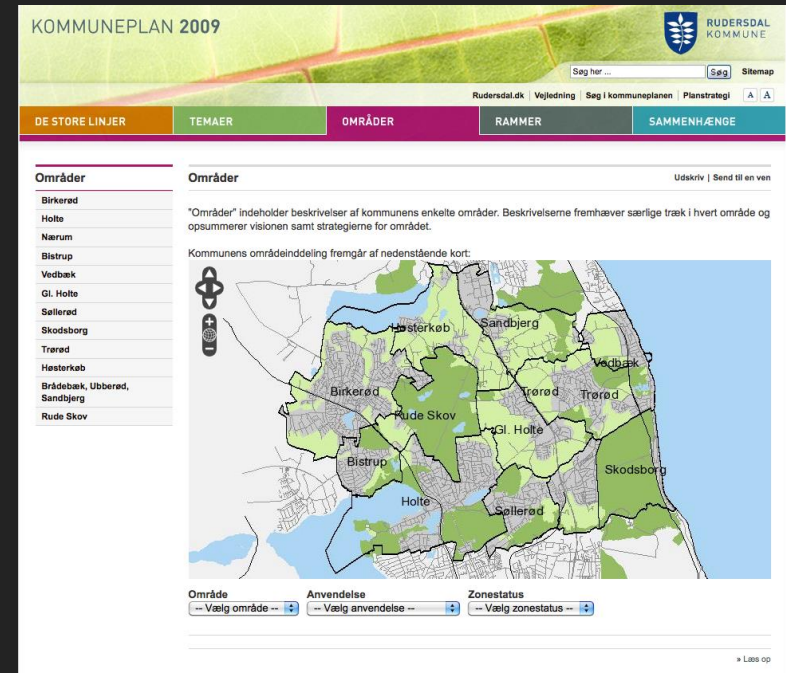 KOMMUNEPLAN 2009
RUDERSDAL
KOMMUNE
Søg her ...
Søg
Sitemap
Rudersdal.dk | Vejledning | Søg i kommuneplanen | Planstrategi | A | A
DE STORE LINJER
TEMAER
OMRÅDER
RAMMER
SAMMENHÆNGE
Områder
Birkerød
Holte
Nærum
Bistrup
Vedbæk
Gl. Holte
Søllerød
Skodsborg
Trørød
Høsterkøb
Brådebæk, Ubberød,
Sandbjerg
Rude Skov
Områder
Udskriv | Send til en ven
"Områder" indeholder beskrivelser af kommunens enkelte områder. Beskrivelserne fremhæver særlige træk i hvert område og
opsummerer visionen samt strategierne for området.
Kommunens områdeinddeling fremgår af nedenstående kort:
Høsterkøb
Sandbjerg
Vedbæk
Birkerød
Trørød
Trørød
Rude Skov
Gl. Holte
Bistrup
Skodsborg
Holte
Søllerød
Område
Anvendelse
Zonestatus
-- Vælg område --
-- Vælg anvendelse --
-- Vælg zonestatus --
» Læs op